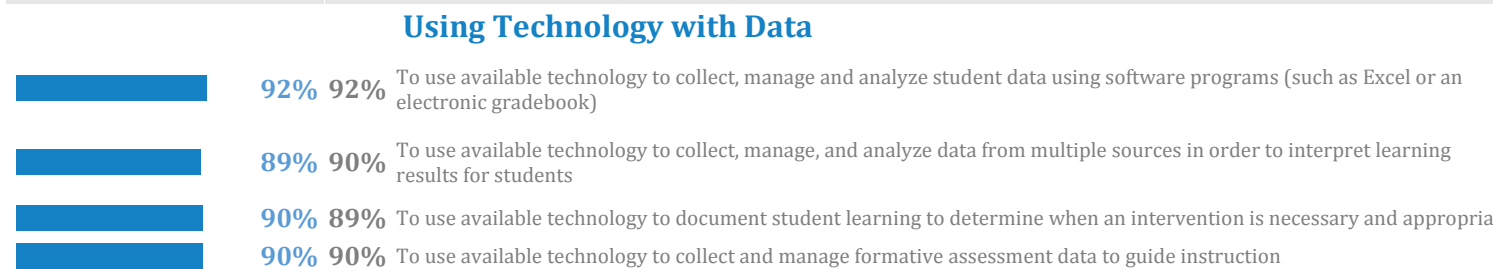 Using Technology with Data
92% 92% To use available technology to collect, manage and analyze student data using software programs (such as Excel or an
electronic gradebook)
89% 90% To use available technology to collect, manage, and analyze data from multiple sources in order to interpret learning
results for students
90% 89% To use available technology to document student learning to determine when an intervention is necessary and appropria
90% 90% To use available technology to collect and manage formative assessment data to guide instruction